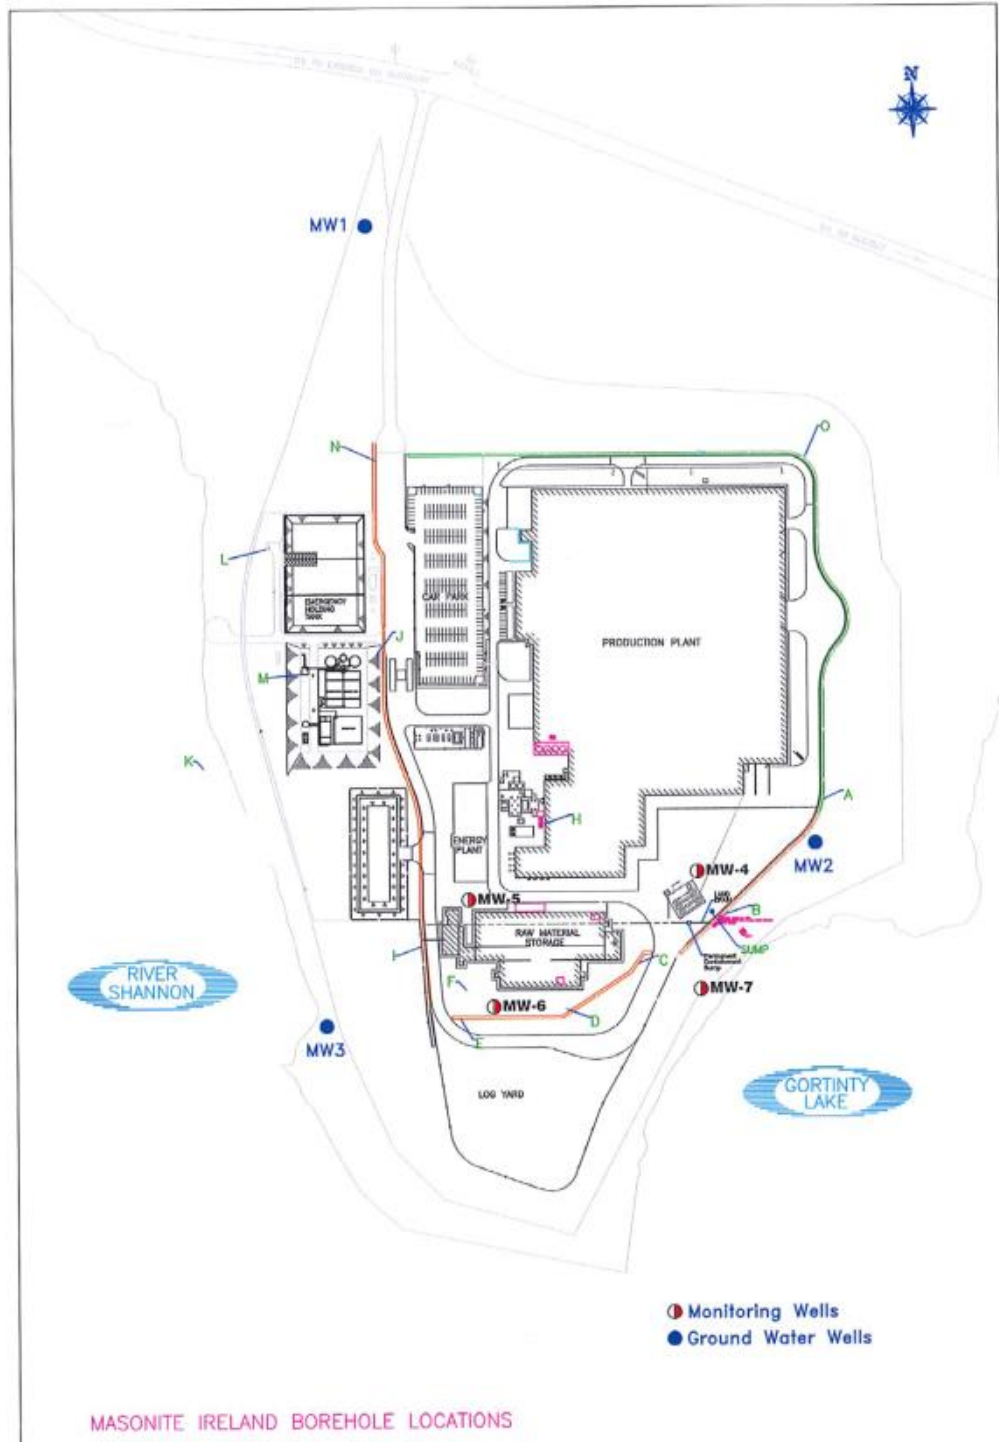 N
MW1
O
N
L
EMERGENCY
HOLDING
TANK
CAR PARK
PRODUCTION PLANT
J
M
K
A
H
ENERGY
PLANT
MW2
MW-4
MW-5
B
RAW MATERIAL
STORAGE
SUMP
I
C
RIVER
SHANNON
F
MW-7
MW-6
D
MW3
E
GORTINTY
LAKE
LOG YARD
Monitoring Wells
Ground Water Wells
MASONITE IRELAND BOREHOLE LOCATIONS